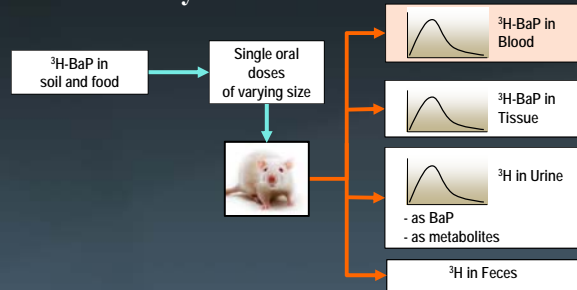 ³H-BaP in
soil and food
Single oral
doses
of varying size
³H-BaP in
Blood
³H-BaP in
Tissue
³H in Urine
- as BaP
- as metabolites
³H in Feces